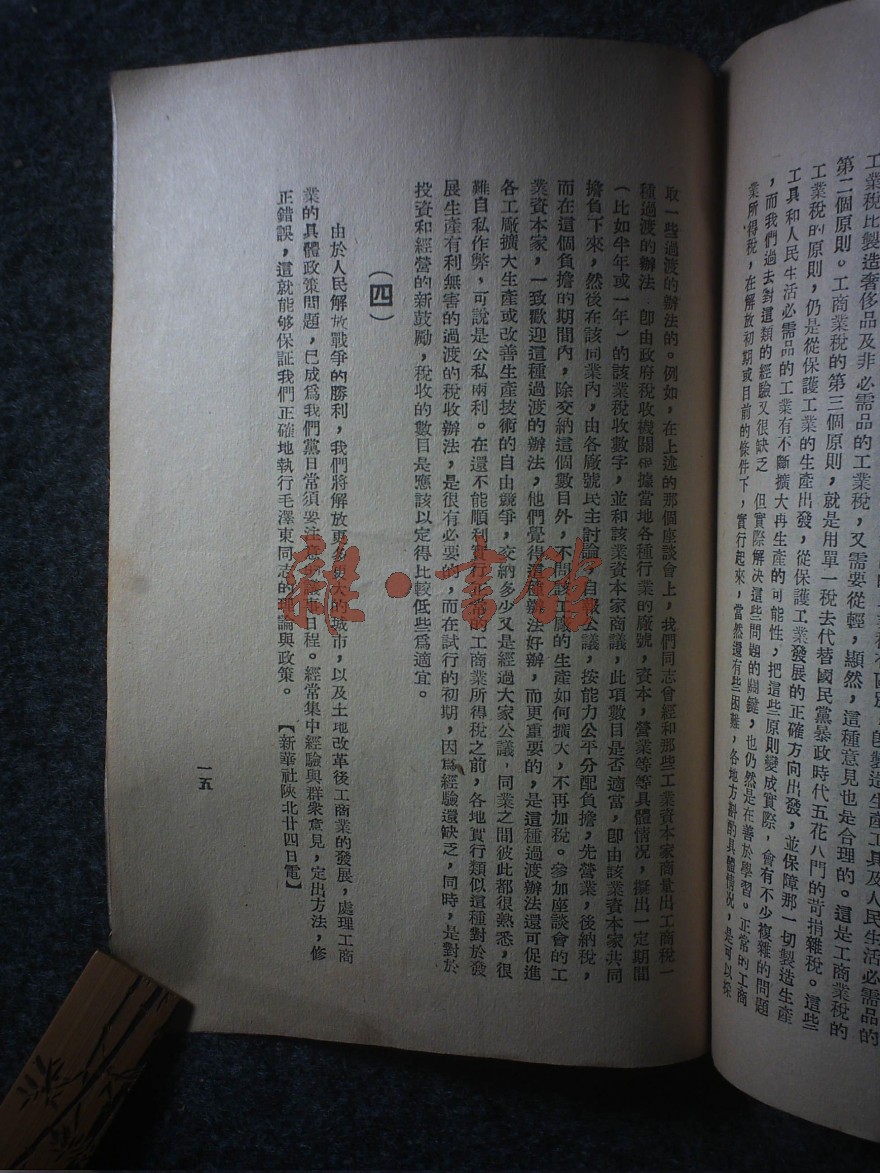 工業稅比製造奢侈品及非必需品的工業稅，又需要從輕，顯然，這種意見也是合理的。這是工商業稅的
第二個原則。工商業稅的第三個原則，就是用單一稅去代替國民黨暴政時代五花八門的苛捐雜稅。這些
工業稅的原則，仍是從保護工業的生產出發，從保護工業發展的正確方向出發，並保障那一切製造生產
工具和人民生活必需品的工業有不斷擴大再生產的可能性，把這些原則變成實際，會有不少複雜的問題
，而我們過去對這類的經驗又很缺乏 但實際解決這些問題的關鍵，也仍然是在善於學習。正常的工商
業所得稅，在解放初期或目前的條件下，實行起來，當然還有些困難，各地方斟酌具體情況，是可以採
取一些過渡的辦法的。例如，在上述的那個座談會上，我們同志曾經和那些工業資本家商量出工商稅一
種過渡的辦法 卽由政府稅收機關依據當地各種行業的廠號，資本，營業等等具體情况，擬出一定期間
（比如半年或一年）的該業稅收數字，並和該業資本家商議，此項數目是否適當，卽由該業資本家共同
擔負下來，然後在該同業內，由各廠號民主討論，自報公議，按能力公平分配負擔，先營業，後納稅，
而在這個負擔的期間內，除交納這個數目外，不問該工廠的生產如何擴大，不再加稅。參加座談會的工
業資本家，一致歡迎這種過渡的辦法，他們覺得這種辦法好辦，而更重要的，是這種過渡辦法還可促進
各工廠擴大生產或改善生產技術的自由競爭，交納多少又是經過大家公議，同業之間彼此都很熟悉，很
難自私作弊，可說是公私兩利。在還不能順利實行正常的工商業所得稅之前，各地實行類似這種對於發
展生產有利無害的過渡的稅收辦法，是很有必要的，而在試行的初期，因爲經驗還缺乏，同時，是對於
投資和經營的新鼓勵，稅收的數目是應該以定得比較低些爲適宜。
（四）
由於人民解放戰爭的勝利，我們將解放更多更大的城市，以及土地改革後工商業的發展，處理工商
業的具體政策問題，已成爲我們黨日常須要注意的議事日程。經常集中經驗與群衆意見，定出方法，修
正錯誤，這就能够保証我們正確地執行毛澤東同志的理論與政策。【新華社陝北廿四日電】
一五
雜·書館